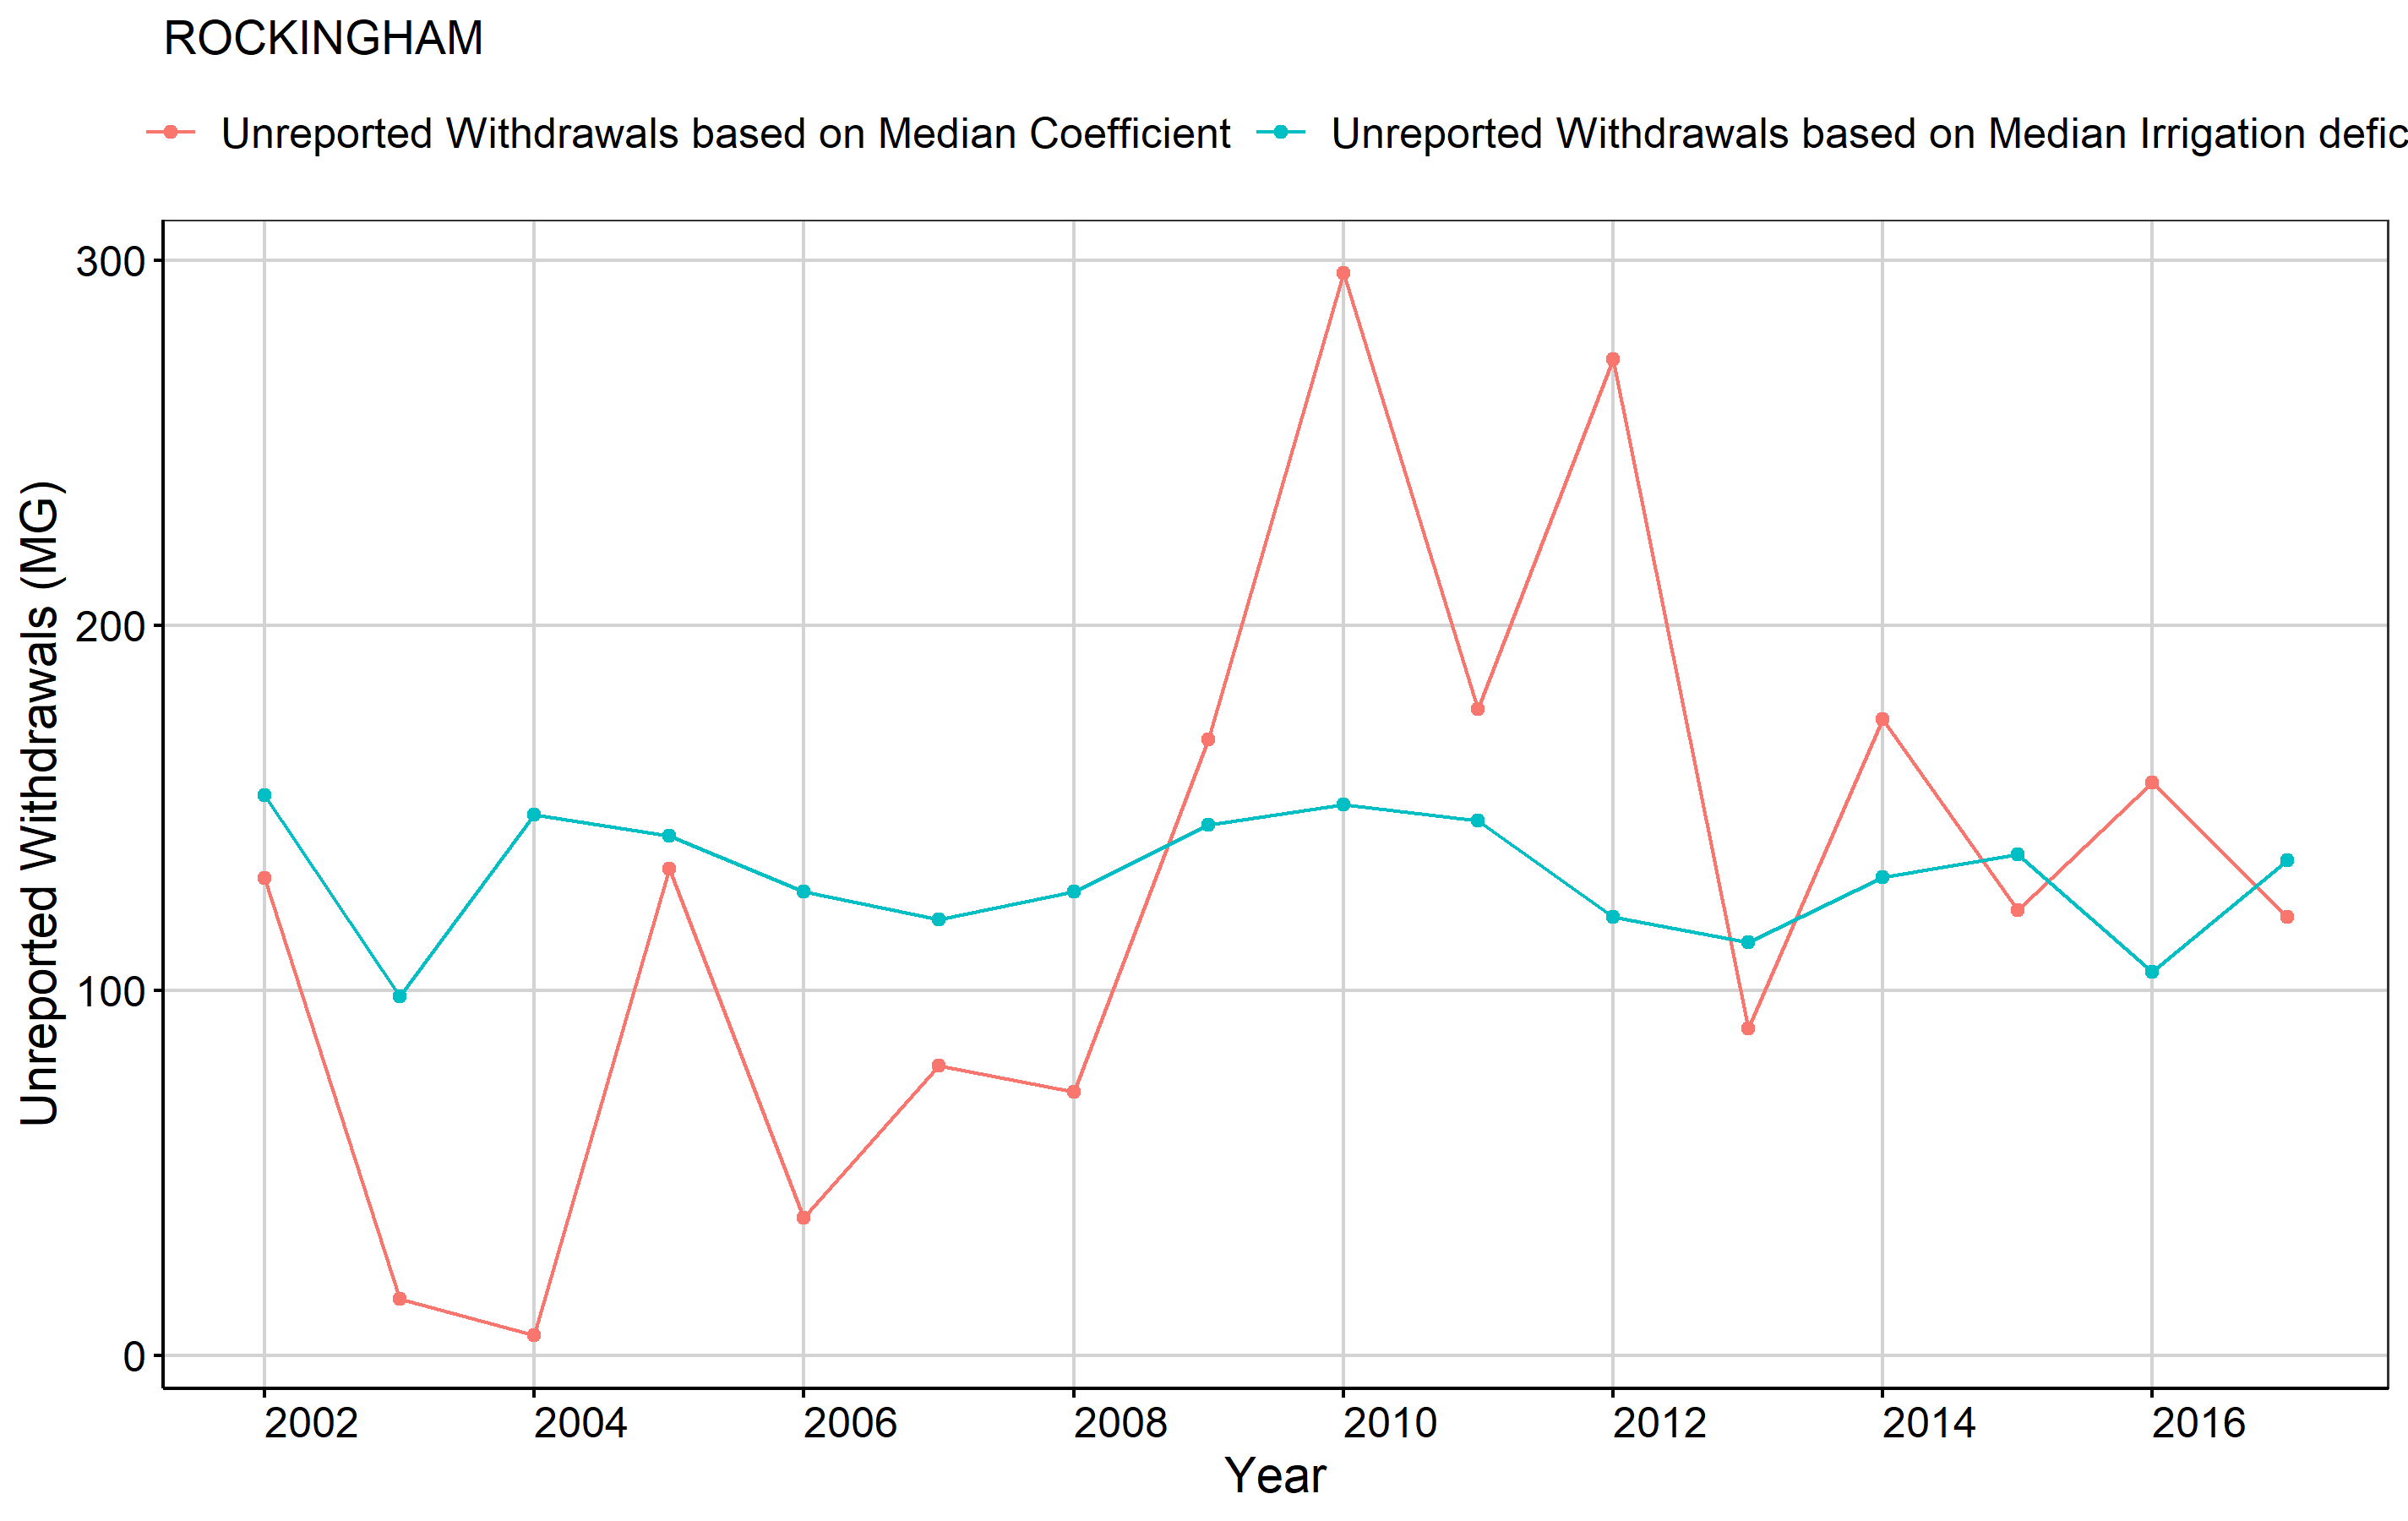 ROCKINGHAM
Unreported Withdrawals based on Median Coefficient Unreported Withdrawals based on Median Irrigation defic
300
200
100
0
Unreported Withdrawals (MG)
2002 2004 2006 2008 2010 2012 2014 2016
Year